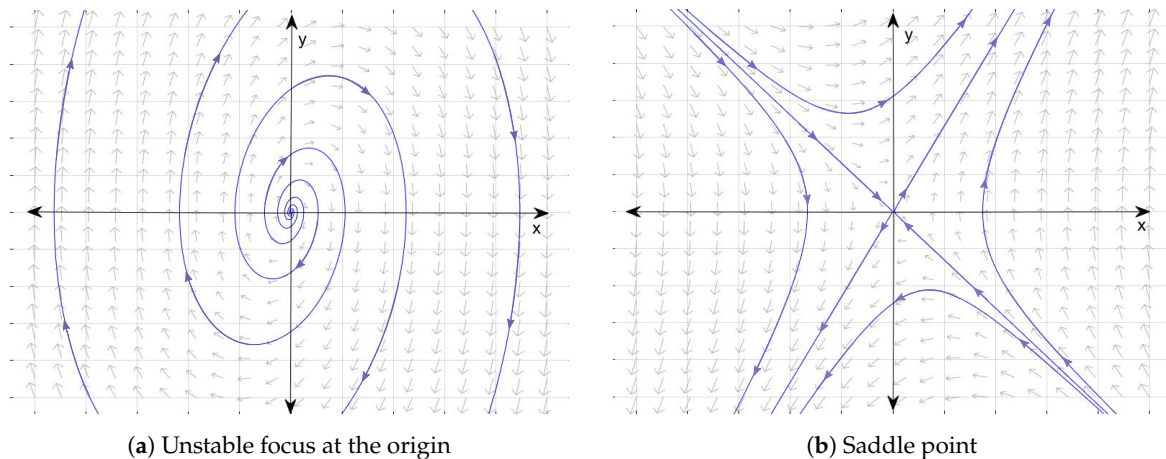 y
x
(a) Unstable focus at the origin
y
x
(b) Saddle point